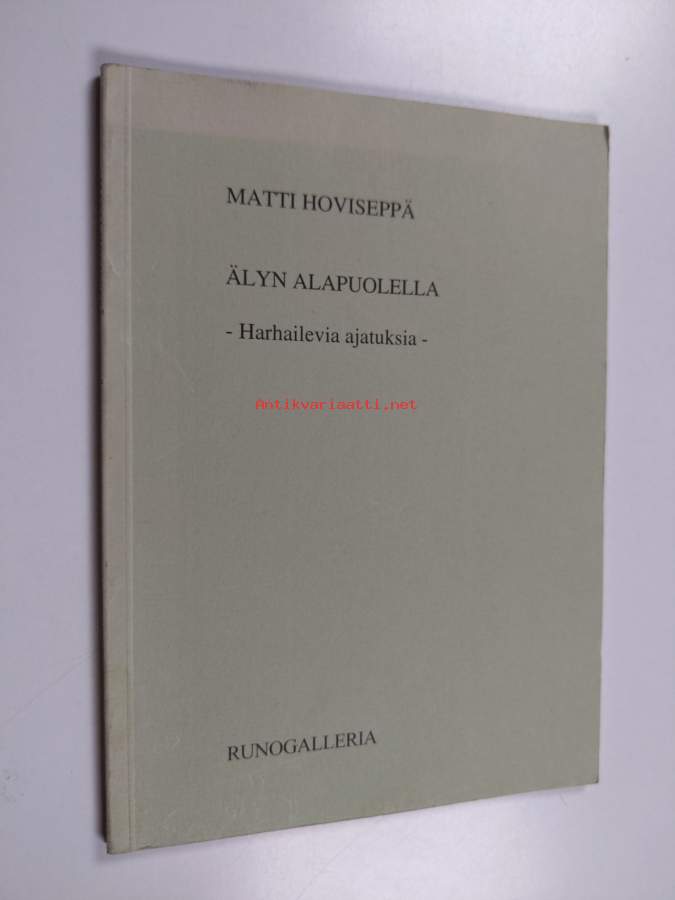 MATTI HOVISEPPÄ
ÄLYN ALAPUOLELLA
- Harhailevia ajatuksia -
Antikvariaatti.net
RUNOGALLERIA